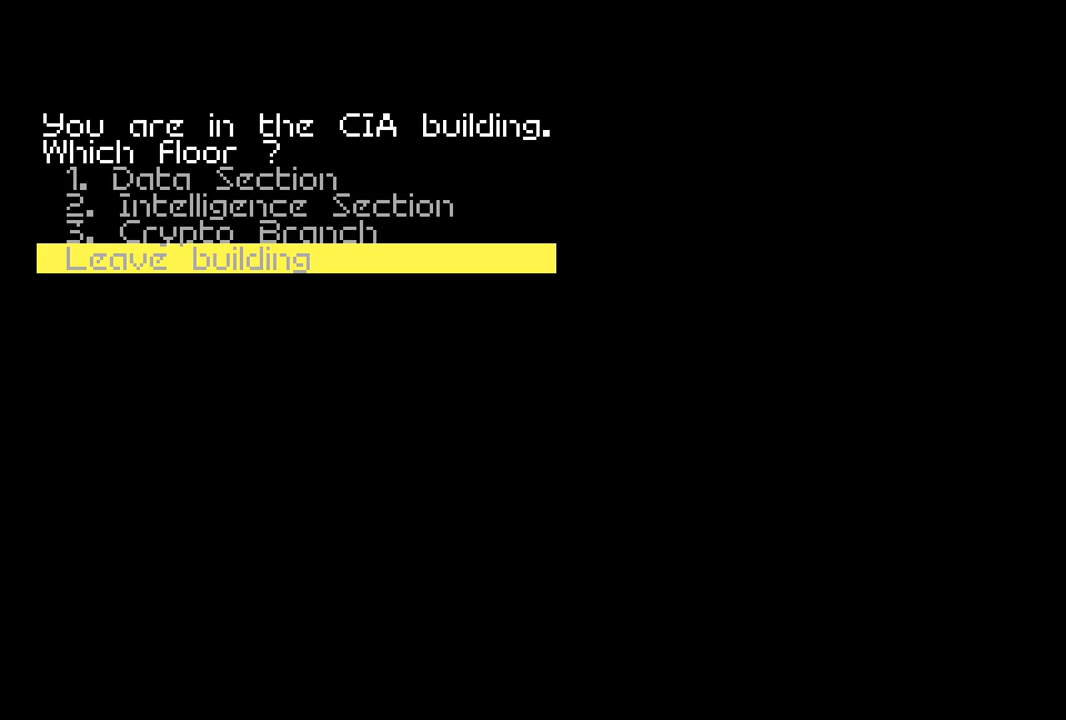 You are in the CIA building.
Which floor ?
1. Data Section
2. Intelligence Section
3. Crypto Branch
Leave building